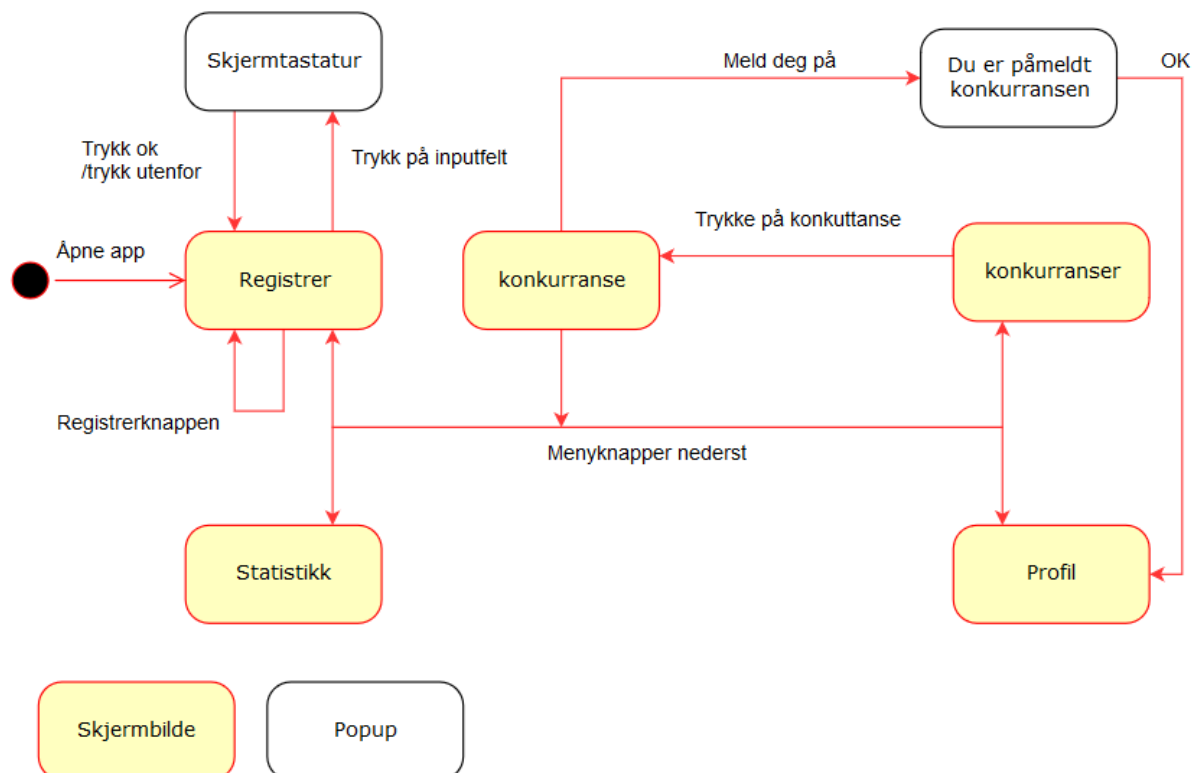 Skjermtastatur
Meld deg på
Du er påmeldt
konkurransen
OK
Trykk ok
/trykk utenfor
Trykk på inputfelt
Trykke på konkuttanse
Åpne app
Registrer
konkurranse
konkurranser
Registrerknappen
Menyknapper nederst
Statistikk
Profil
Skjermbilde
Popup